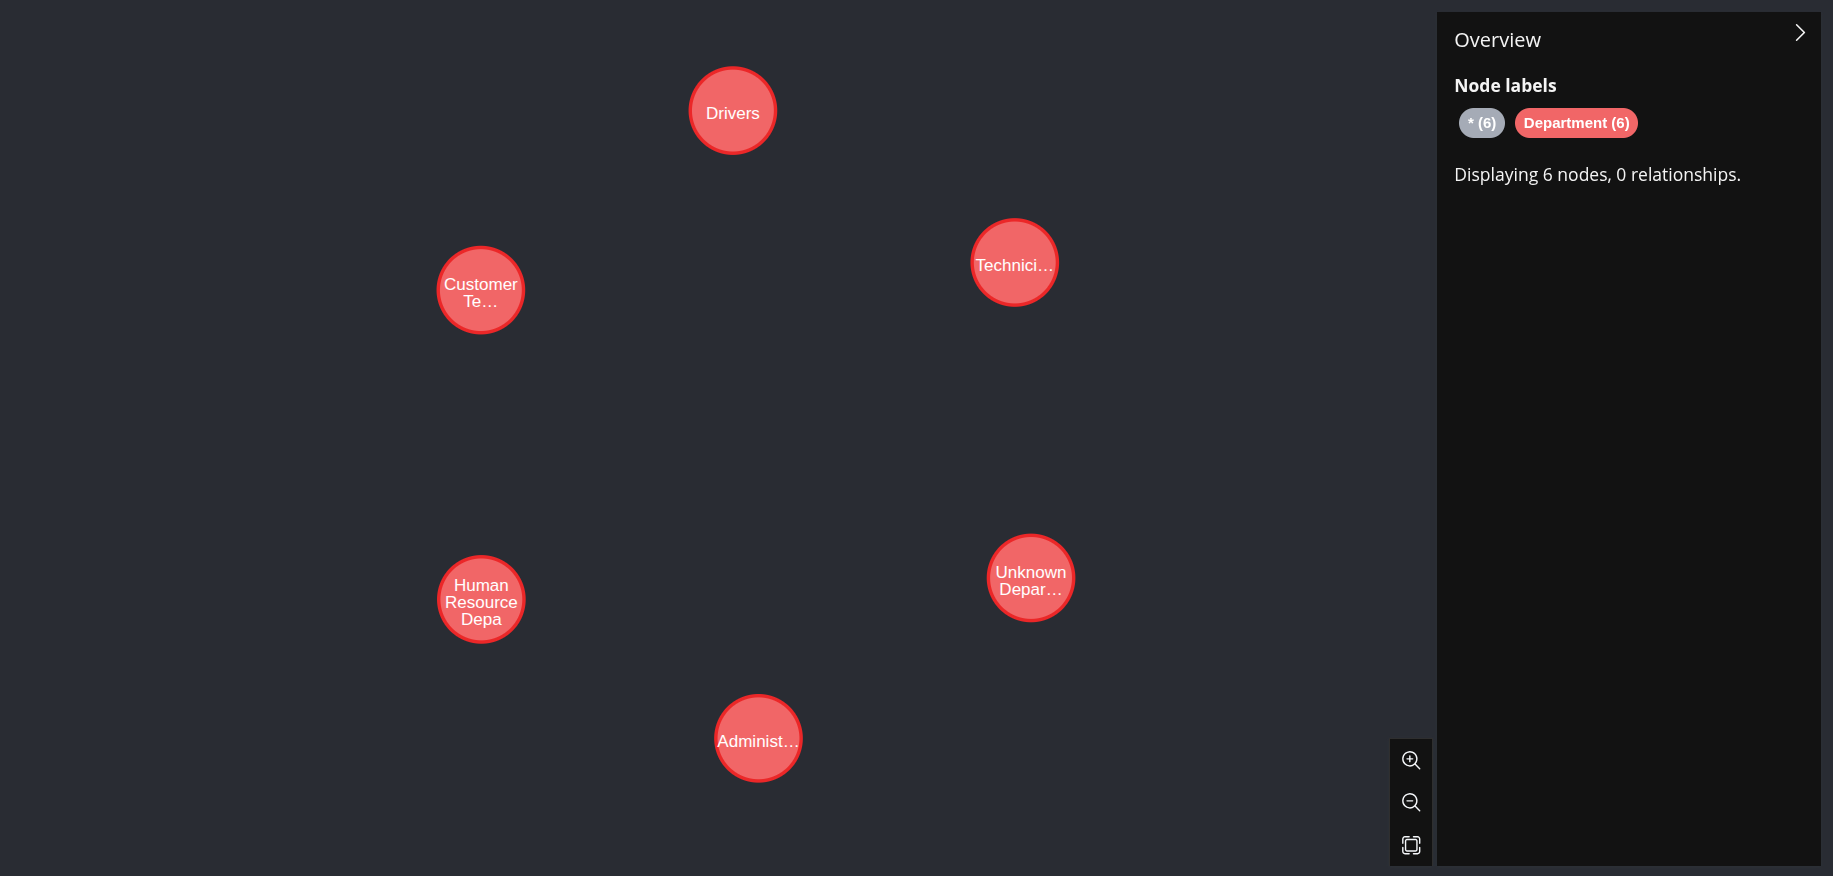 Drivers
Technici...
Customer
Te...
Unknown
Depar...
Human
Resource
Depa
Administ...
Overview
Node labels
* (6) Department (6)
Displaying 6 nodes, 0 relationships.